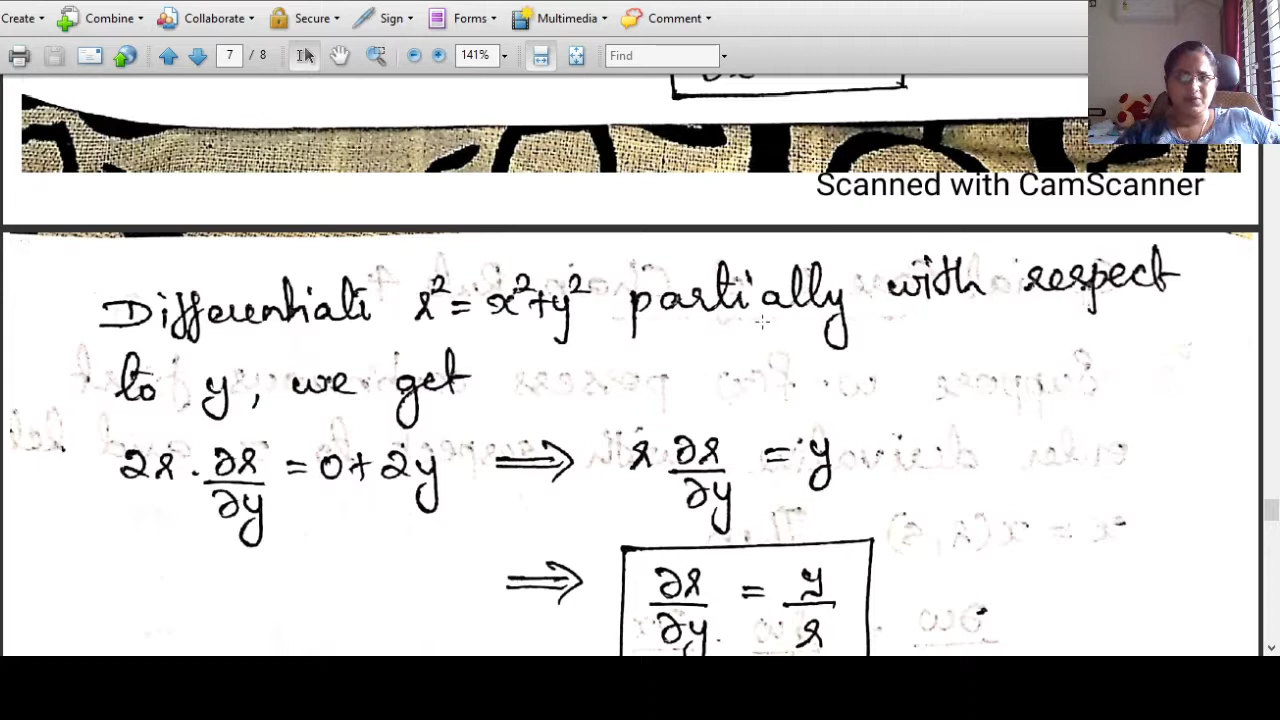 Create Combine Collaborate Secure Sign Forms Multimedia Comment
7 / 8 141% Find
Scanned with CamScanner
Differentiate r² = x²+y² partially with respect
to y, we get
2r · ∂r/∂y = 0 + 2y ⟹ r ∂r/∂y = y
⟹ ∂r/∂y = y/r